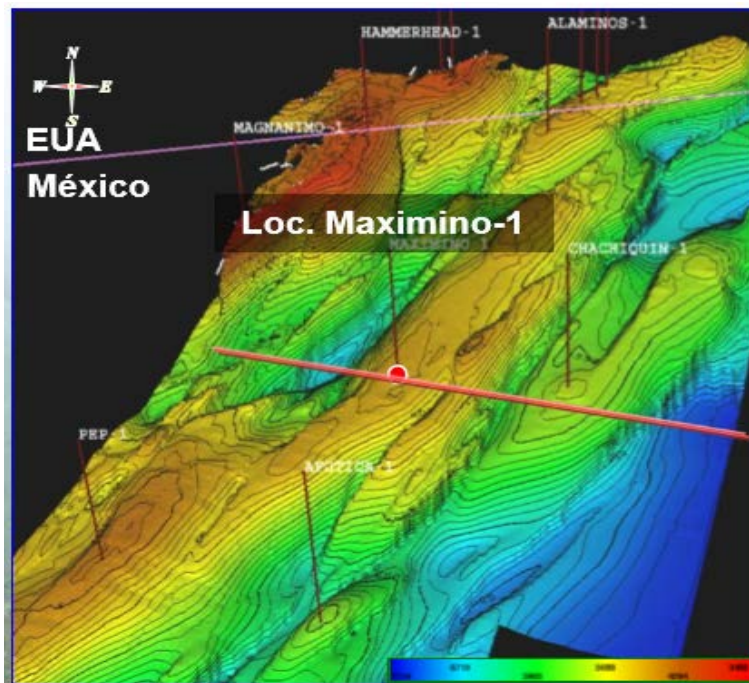 HAMMERHEAD-1
ALAMINOS-1
N
W E
S
MAGNANIMO-1
EUA
México
Loc. Maximino-1
MAXIMINO 1
CHACHIQUIN-1
PEP-1